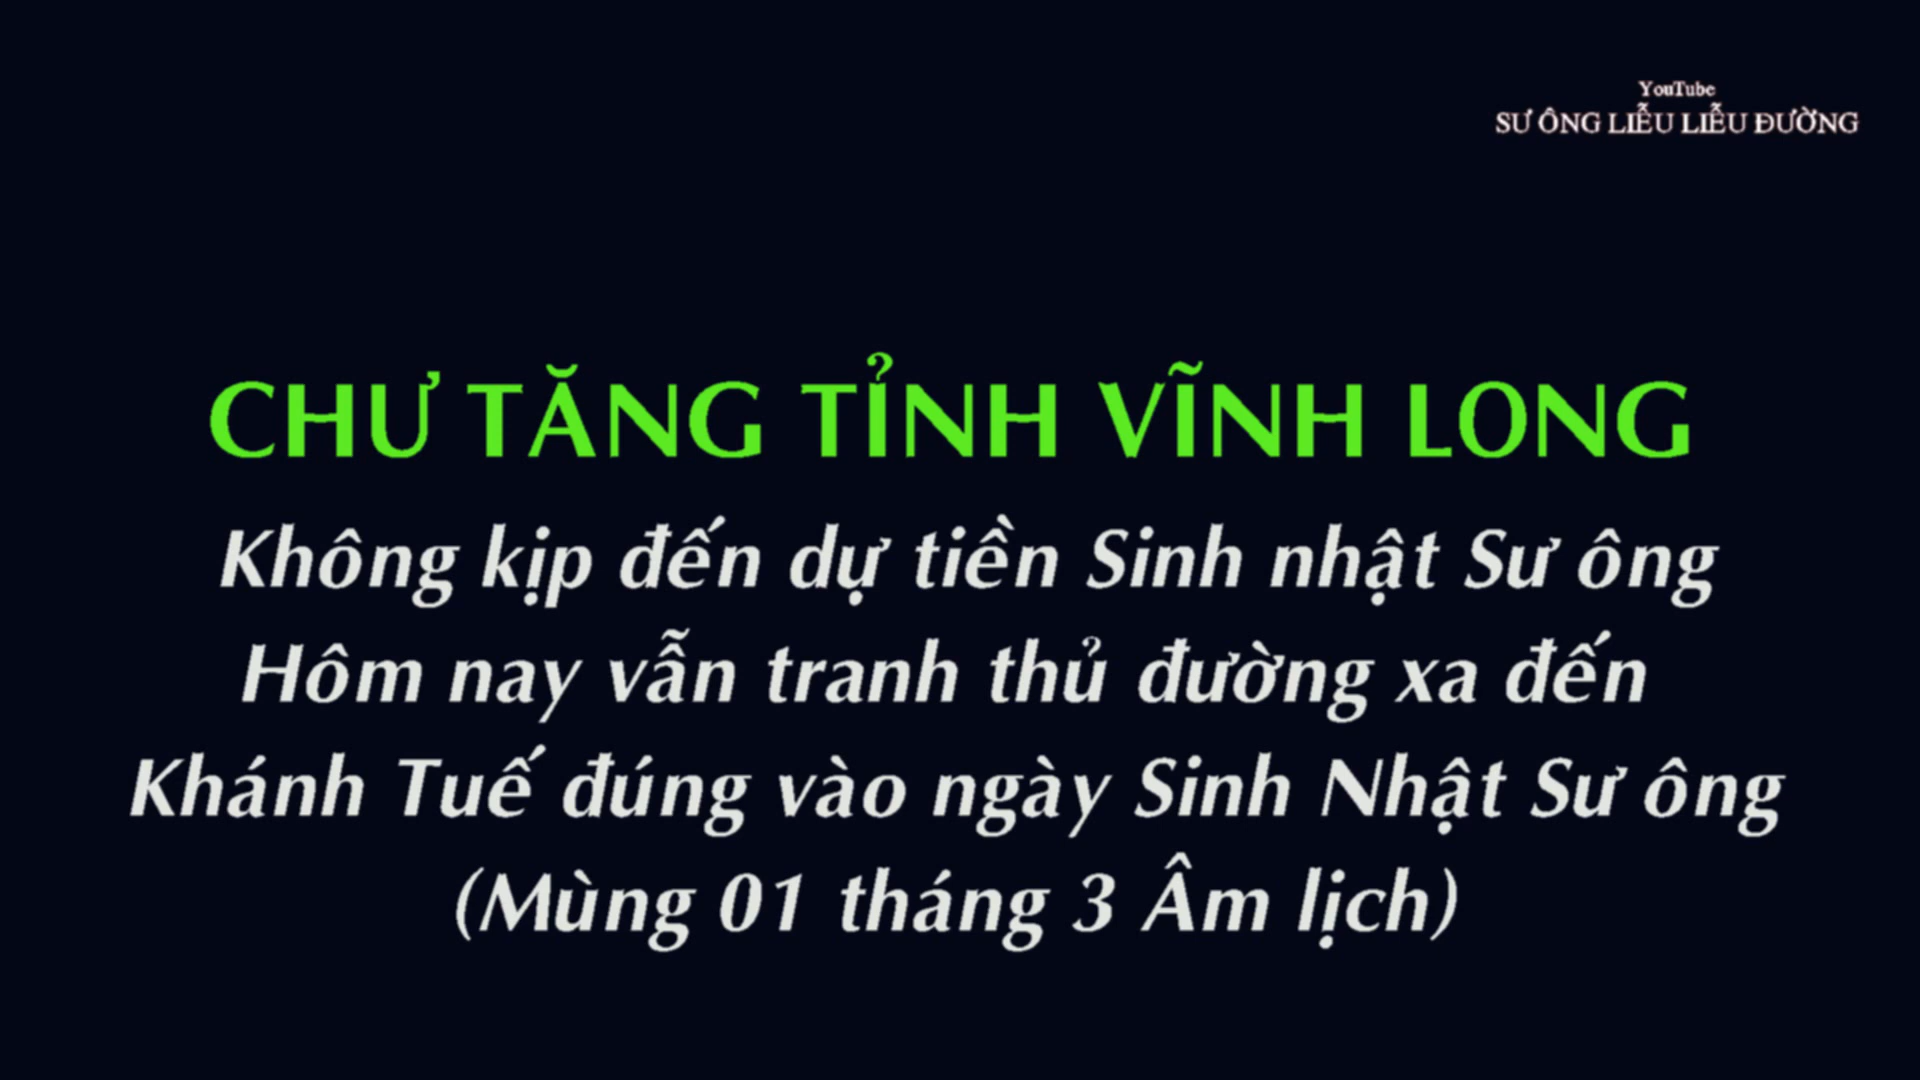 YouTube
SƯ ÔNG LIỄU LIỄU ĐƯỜNG
CHƯ TĂNG TỈNH VĨNH LONG
Không kịp đến dự tiền Sinh nhật Sư ông
Hôm nay vẫn tranh thủ đường xa đến
Khánh Tuế đúng vào ngày Sinh Nhật Sư ông
(Mùng 01 tháng 3 Âm lịch)